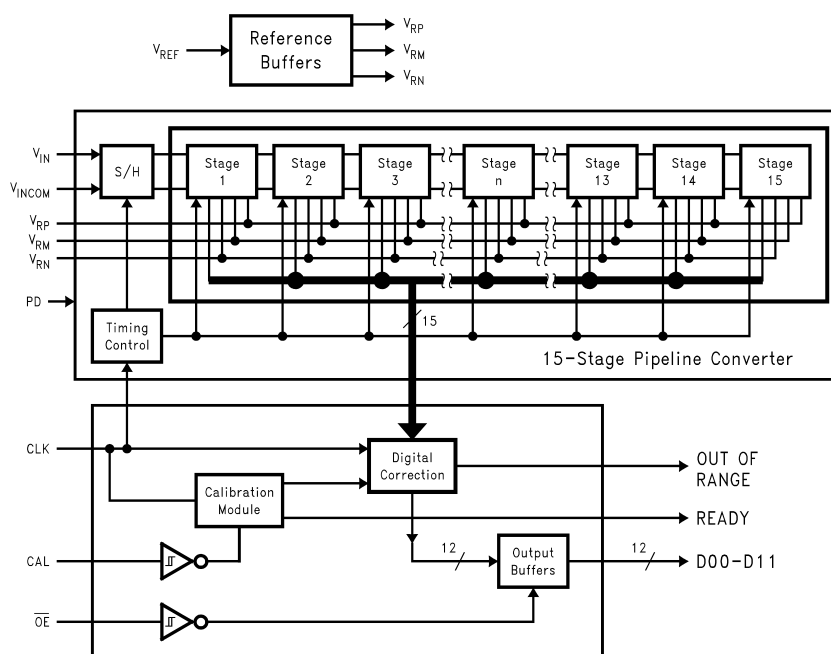 V_REF
Reference
Buffers
V_RP
V_RM
V_RN
V_IN
V_INCOM
V_RP
V_RM
V_RN
PD
S/H
Stage
1
Stage
2
Stage
3
Stage
n
Stage
13
Stage
14
Stage
15
Timing
Control
15
15-Stage Pipeline Converter
CLK
CAL
OE
Digital
Correction
Calibration
Module
12
Output
Buffers
12
OUT OF
RANGE
READY
D00-D11